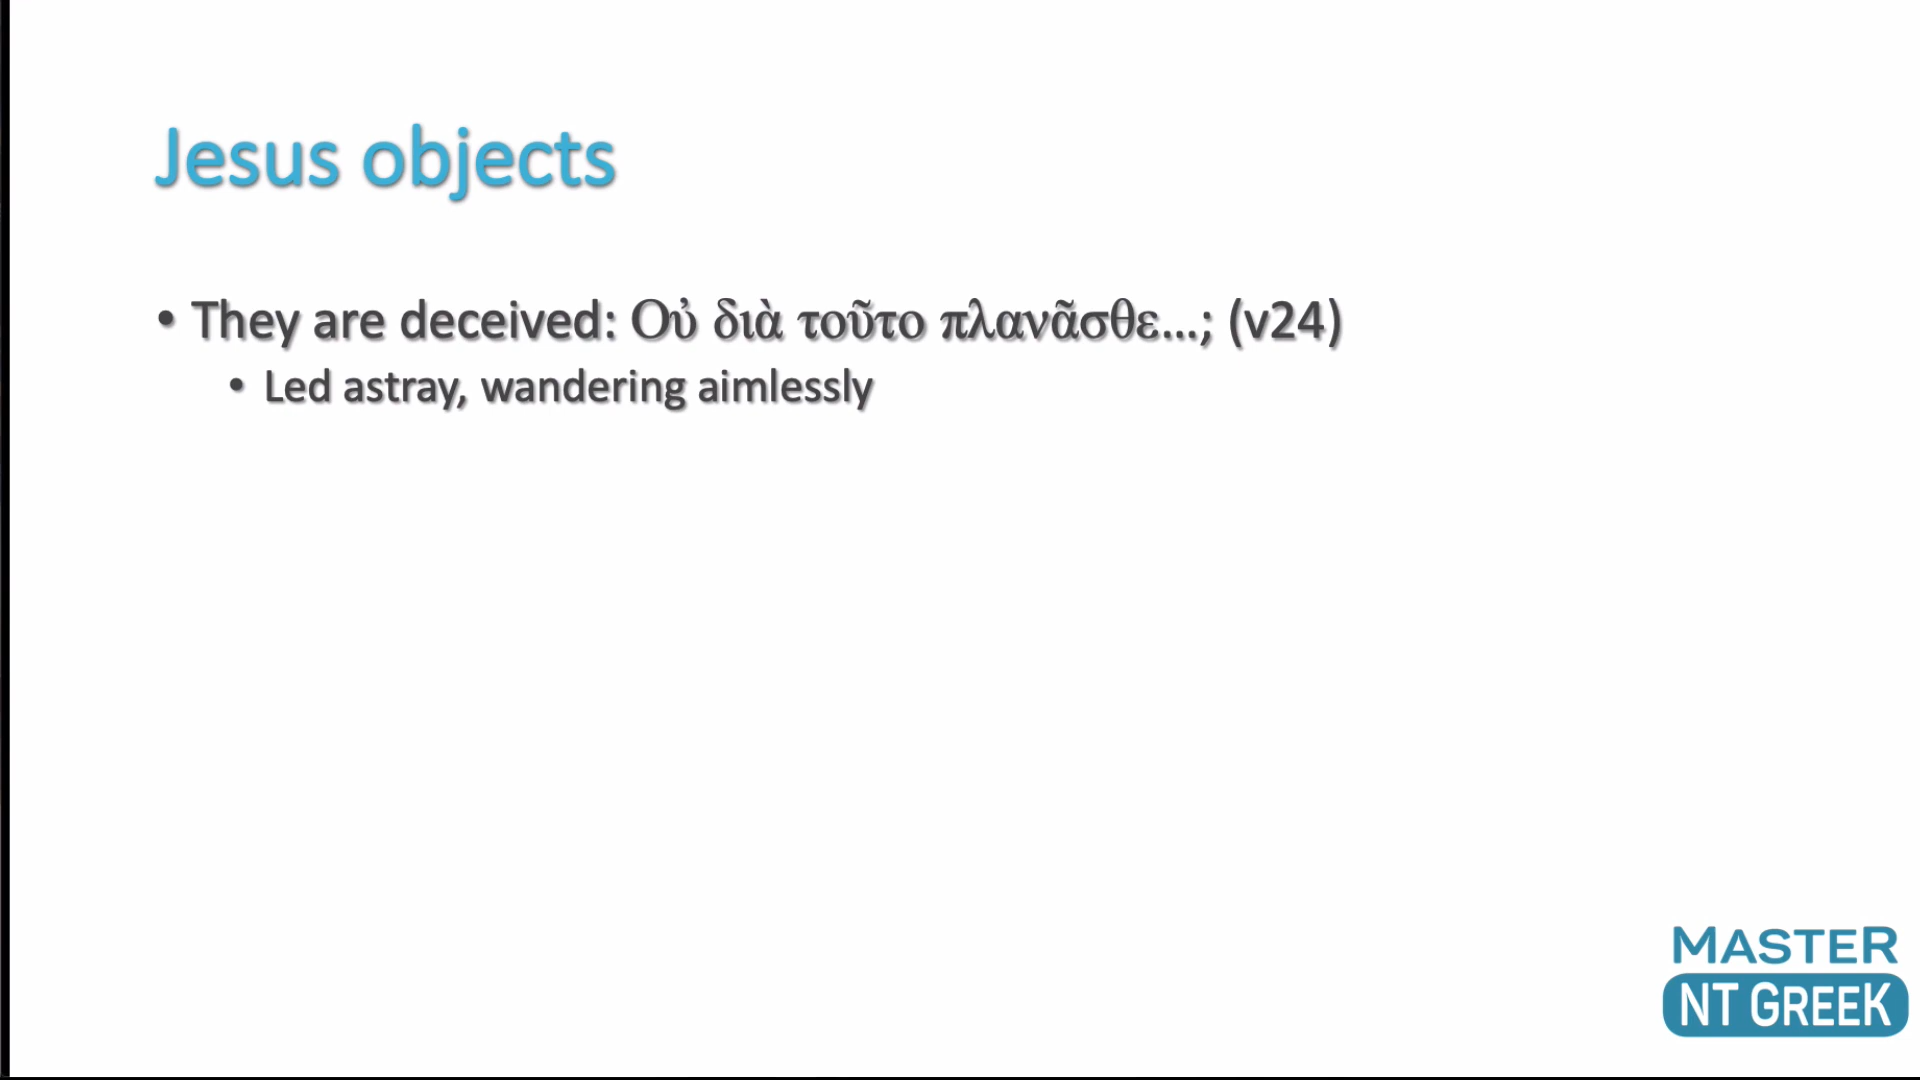 Jesus objects
• They are deceived: Οὐ διὰ τοῦτο πλανᾶσθε…; (v24)
• Led astray, wandering aimlessly
MASTER
NT GREEK